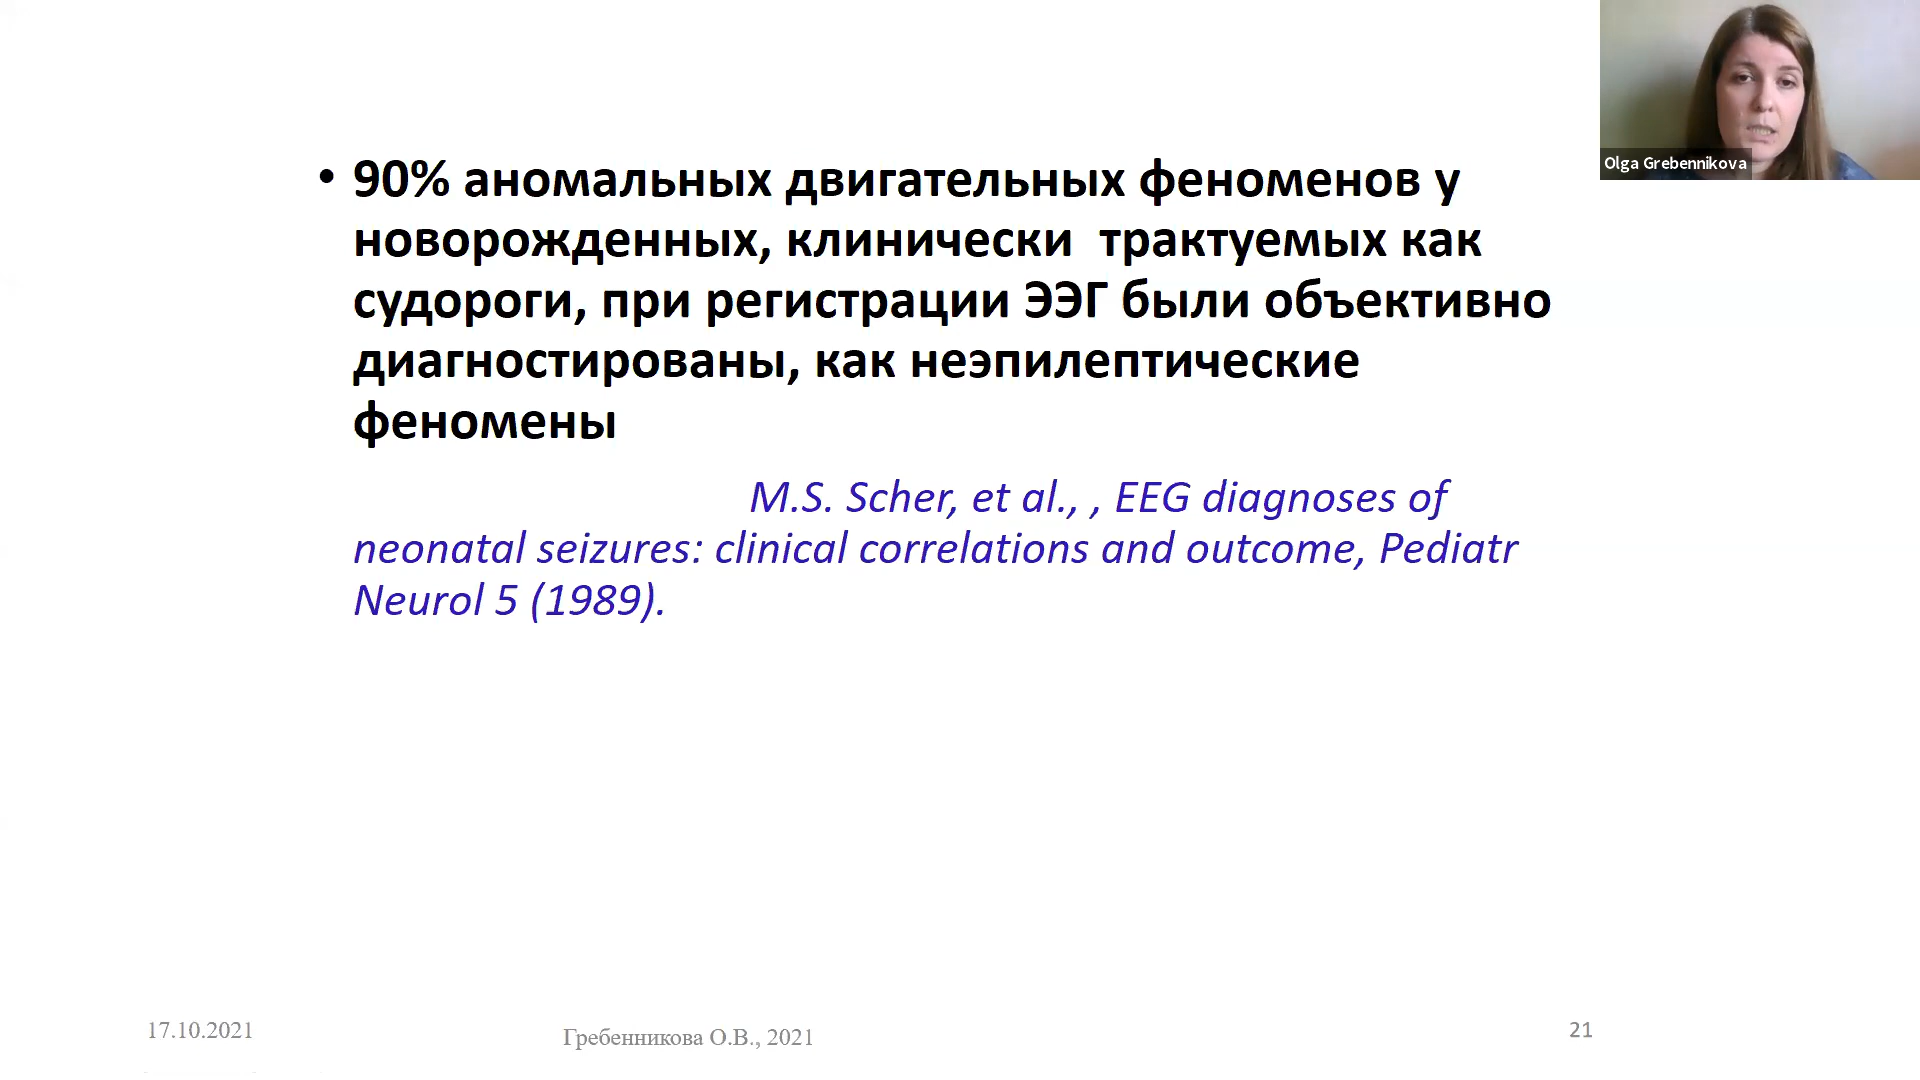 • 90% аномальных двигательных феноменов у
новорожденных, клинически трактуемых как
судороги, при регистрации ЭЭГ были объективно
диагностированы, как неэпилептические
феномены
M.S. Scher, et al., , EEG diagnoses of
neonatal seizures: clinical correlations and outcome, Pediatr
Neurol 5 (1989).
Olga Grebennikova
17.10.2021
Гребенникова О.В., 2021
21